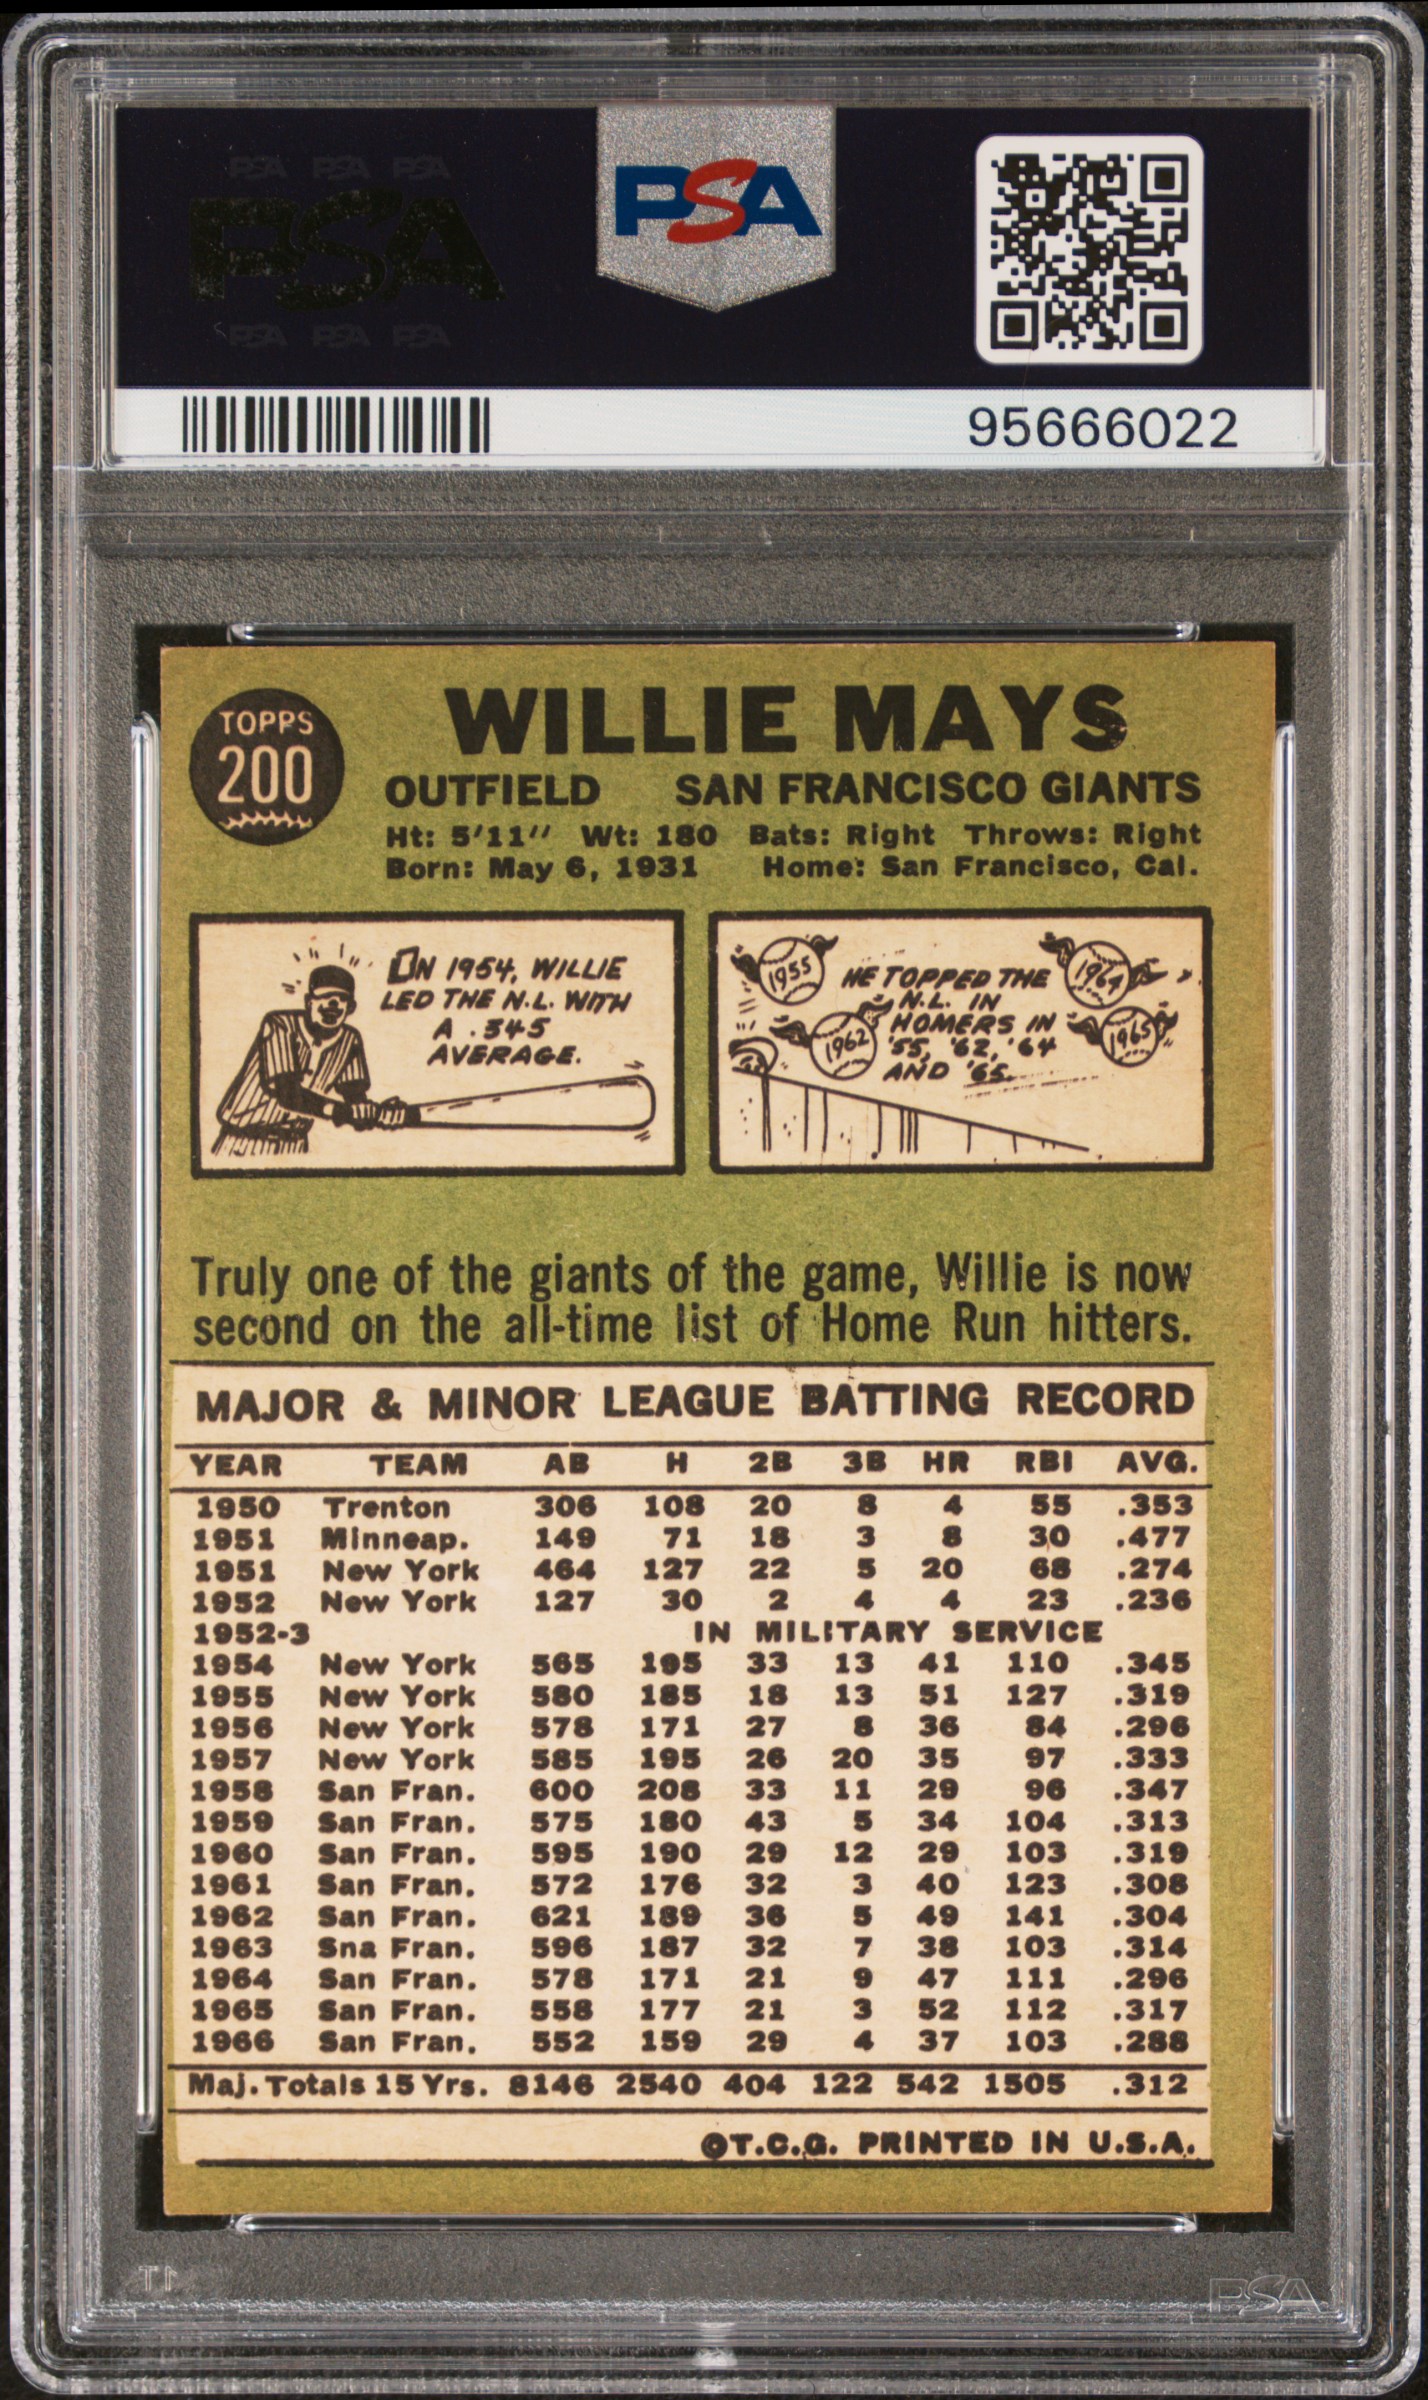 PSA PSA PSA
PSA
PSA PSA PSA
PSA
95666022
TOPPS
200
WILLIE MAYS
OUTFIELD SAN FRANCISCO GIANTS
Ht: 5'11" Wt: 180 Bats: Right Throws: Right
Born: May 6, 1931 Home: San Francisco, Cal.
ON 1954, WILLIE
LED THE N.L. WITH
A .345
AVERAGE.
1955
1964
1962
1965
HE TOPPED THE
N.L. IN
HOMERS IN
'55, '62, '64
AND '65.
Truly one of the giants of the game, Willie is now
second on the all-time list of Home Run hitters.
MAJOR & MINOR LEAGUE BATTING RECORD
YEAR TEAM AB H 2B 3B HR RBI AVG.
1950 Trenton 306 108 20 8 4 55 .353
1951 Minneap. 149 71 18 3 8 30 .477
1951 New York 464 127 22 5 20 68 .274
1952 New York 127 30 2 4 4 23 .236
1952-3 IN MILITARY SERVICE
1954 New York 565 195 33 13 41 110 .345
1955 New York 580 185 18 13 51 127 .319
1956 New York 578 171 27 8 36 84 .296
1957 New York 585 195 26 20 35 97 .333
1958 San Fran. 600 208 33 11 29 96 .347
1959 San Fran. 575 180 43 5 34 104 .313
1960 San Fran. 595 190 29 12 29 103 .319
1961 San Fran. 572 176 32 3 40 123 .308
1962 San Fran. 621 189 36 5 49 141 .304
1963 Sna Fran. 596 187 32 7 38 103 .314
1964 San Fran. 578 171 21 9 47 111 .296
1965 San Fran. 558 177 21 3 52 112 .317
1966 San Fran. 552 159 29 4 37 103 .288
Maj. Totals 15 Yrs. 8146 2540 404 122 542 1505 .312
©T.C.G. PRINTED IN U.S.A.
PSA